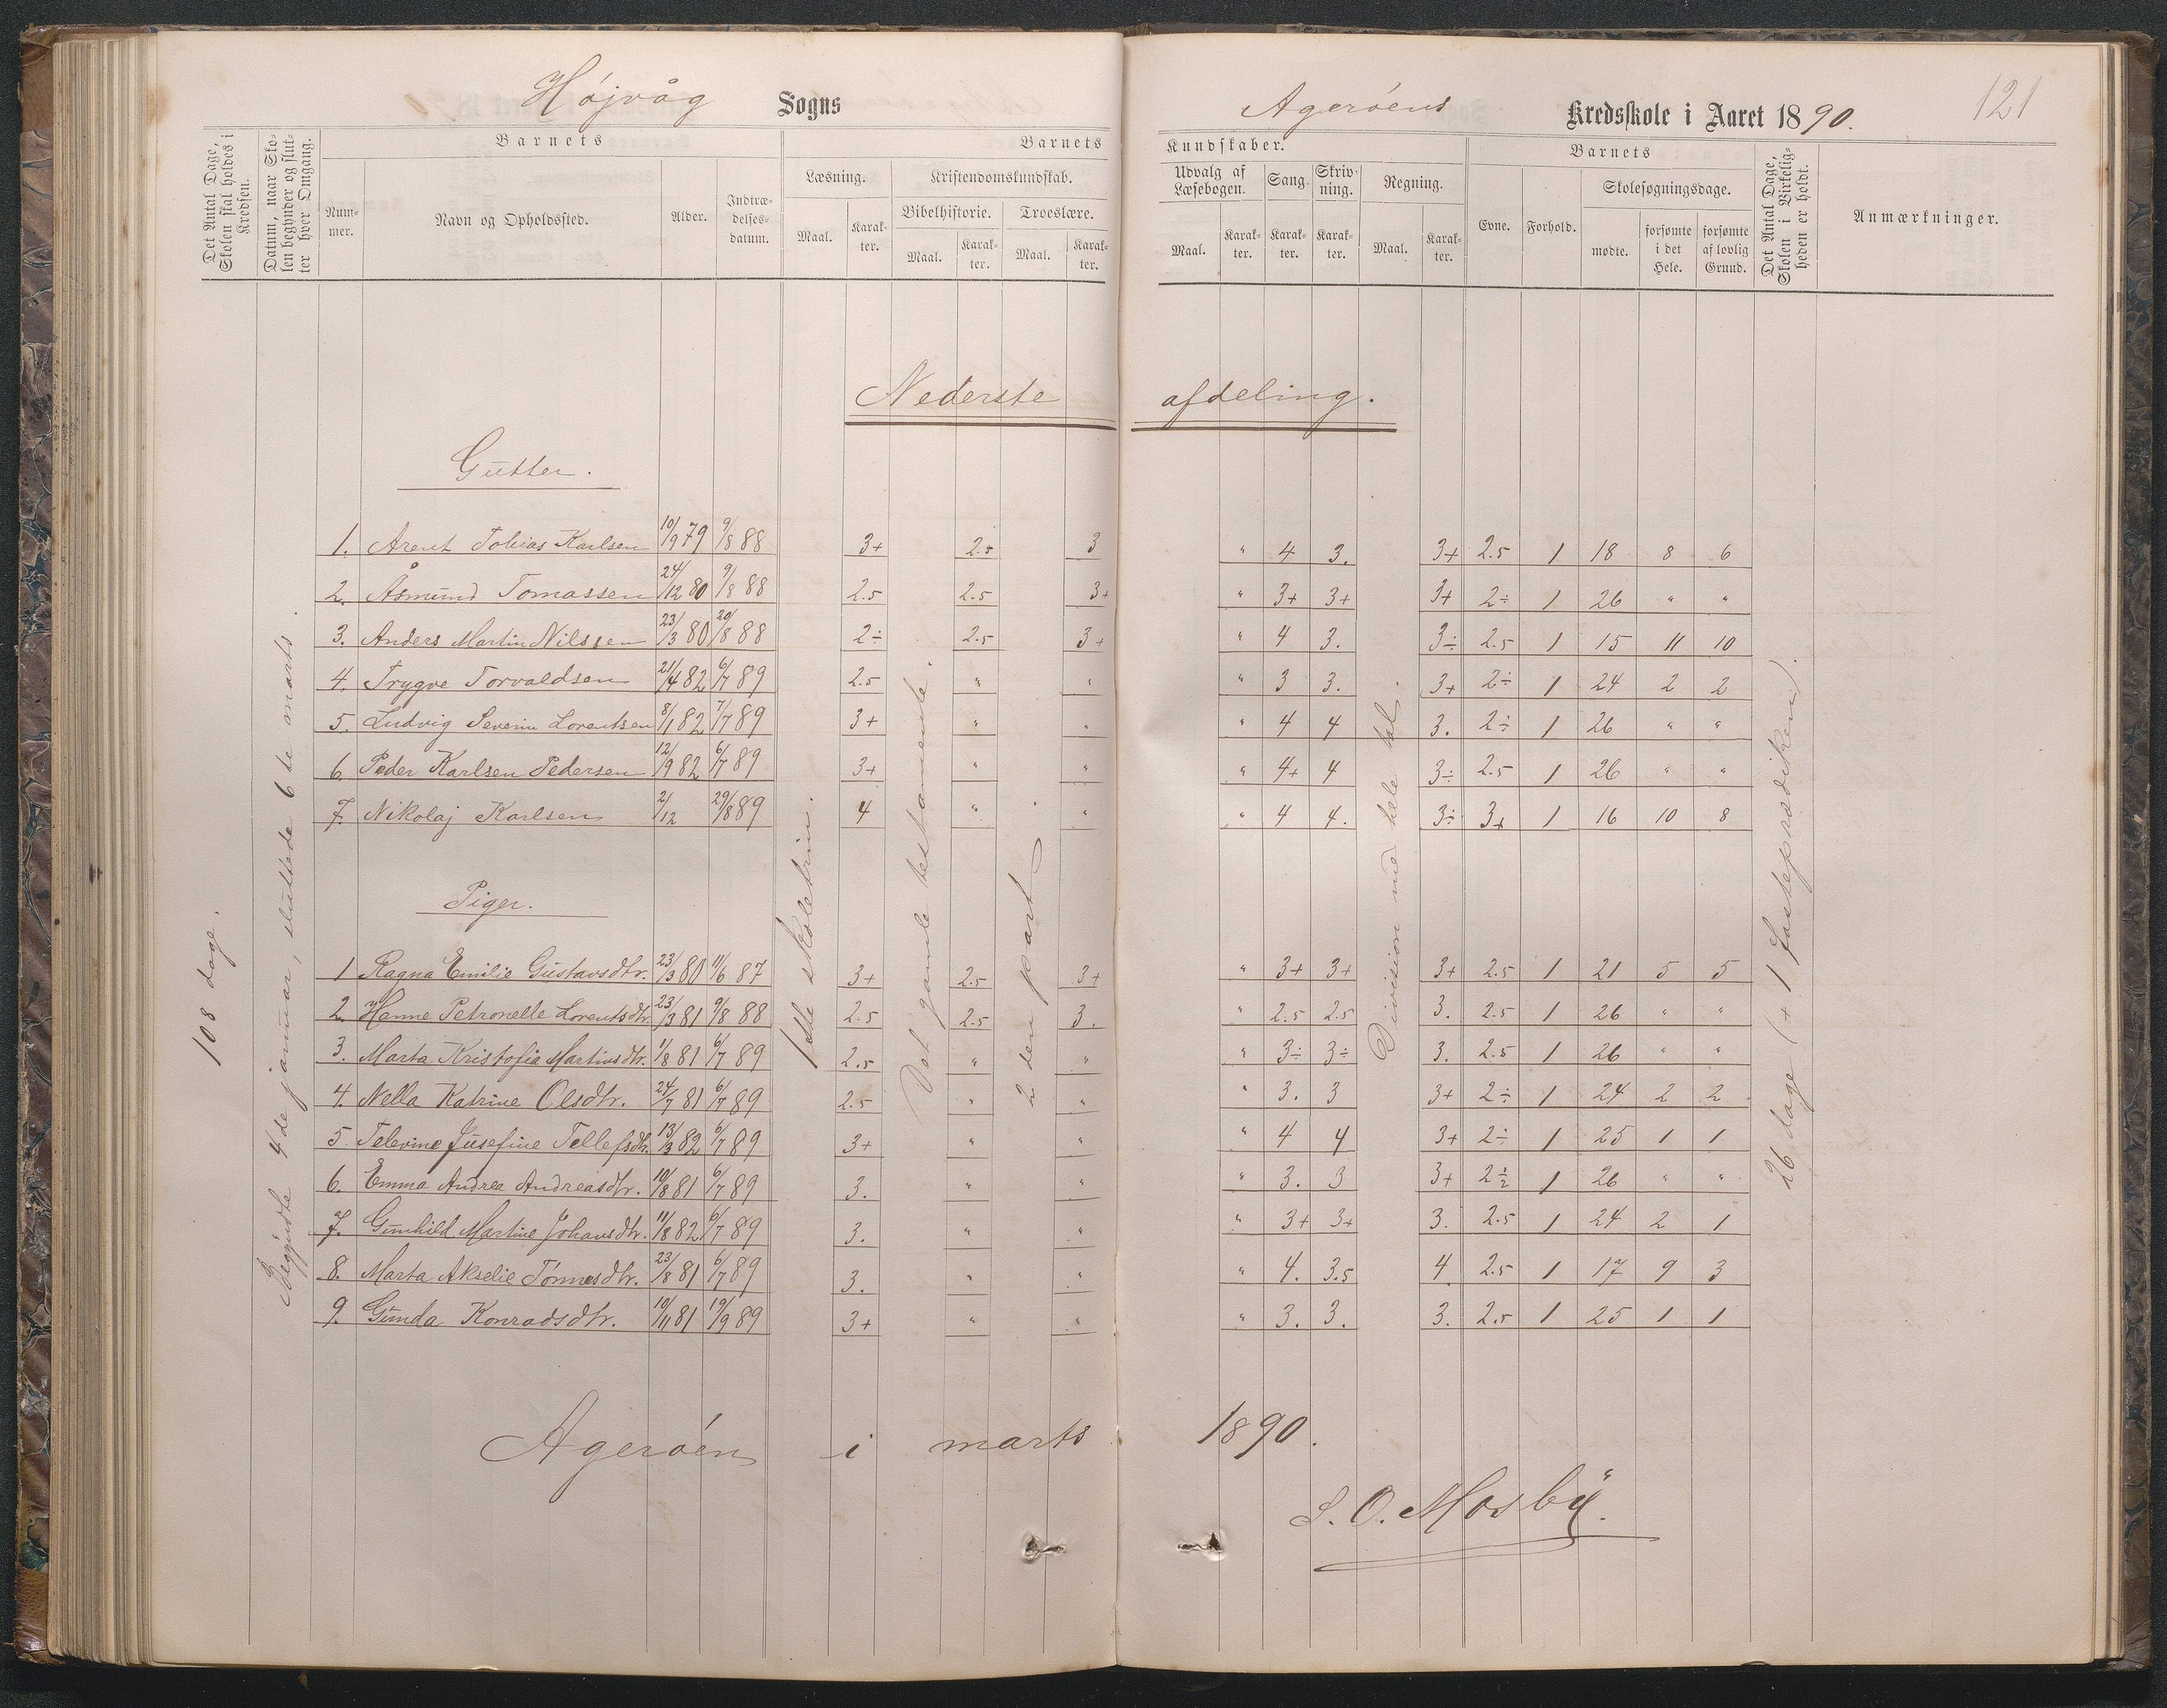 Højvåg Sogns
Agerøens Kredsskole i Aaret 1890.
121
Det Antal Dage, Skolen skal holdes i Kredsen.
Datum, naar Skolen begynder og slutter hver Omgang.
Barnets
Nummer.
Navn og Opholdssted.
Alder.
Indtrædelsesdatum.
Barnets Kundskaber.
Læsning.
Maal.
Karakter.
Kristendomskundskab.
Bibelhistorie.
Maal.
Karakter.
Troeslære.
Maal.
Karakter.
Udvalg af Læsebogen.
Maal.
Karakter.
Sang.
Karakter.
Skrivning.
Karakter.
Regning.
Maal.
Karakter.
Barnets
Evne.
Forhold.
Skolesøgningsdage.
mødte.
forsømte i det Hele.
forsømte af lovlig Grund.
Det Antal Dage, Skolen i Virkeligheden er holdt.
Anmærkninger.
Nederste afdeling.
108 dage.
Begyndte 4de januar, sluttede 6te marts.
1ste skoletrin.
Det gamle testamente.
2den part.
Division med hele tal.
26 dage (+ 1 fasteprædiken).
Gutter.
1. Arent Tobias Karlsen 10/9 79 9/8 88 3+ 2.5 3 " 4 3. 3+ 2.5 1 18 8 6
2. Åsmund Tomassen 24/12 80 9/8 88 2.5 2.5 3+ " 3+ 3+ 3+ 2÷ 1 26 " "
3. Anders Martin Nilssen 23/3 80 20/8 88 2÷ 2.5 3+ " 4 3. 3÷ 2.5 1 15 11 10
4. Trygve Torvaldsen 21/4 82 6/7 89 2.5 " " " 3 3. 3+ 2÷ 1 24 2 2
5. Ludvig Severin Lorentsen 8/1 82 7/7 89 3+ " " " 4 4 3. 2÷ 1 26 " "
6. Peder Karlsen Pedersen 12/9 82 6/7 89 3+ " " " 4+ 4 3÷ 2.5 1 26 " "
7. Nikolaj Karlsen 2/12 29/8 89 4 " " " 4 4. 3÷ 3+ 1 16 10 8
Piger.
1 Ragna Emilie Gustavsdtr. 23/3 80 11/6 87 3+ 2.5 3+ " 3+ 3+ 3+ 2.5 1 21 5 5
2. Hanne Petronelle Lorentsdtr. 23/3 81 9/8 88 2.5 2.5 3. " 2.5 2.5 3. 2.5 1 26 " "
3. Marta Kristofia Martinsdtr. 1/8 81 6/7 89 2.5 " " " 3÷ 3÷ 3. 2.5 1 26 " "
4. Nella Katrine Olsdtr. 24/7 81 6/7 89 2.5 " " " 3. 3 3+ 2÷ 1 24 2 2
5. Televine Jusefine Tellefsdtr. 13/3 82 6/7 89 3+ " " " 4 4 3+ 2÷ 1 25 1 1
6. Emma Andrea Andreasdtr. 10/8 81 6/7 89 3. " " " 3. 3 3+ 2½ 1 26 " "
7. Gunhild Martine Johansdtr. 11/8 82 6/7 89 3. " " " 3+ 3+ 3. 2.5 1 24 2 1
8. Marta Akselie Tønnesdtr. 23/8 81 6/7 89 3. " " " 4. 3.5 4. 2.5 1 17 9 3
9. Gunda Konradsdtr. 10/11 81 19/9 89 3+ " " " 3. 3. 3. 2.5 1 25 1 1
Agerøen i marts 1890.
S. O. Mosby.